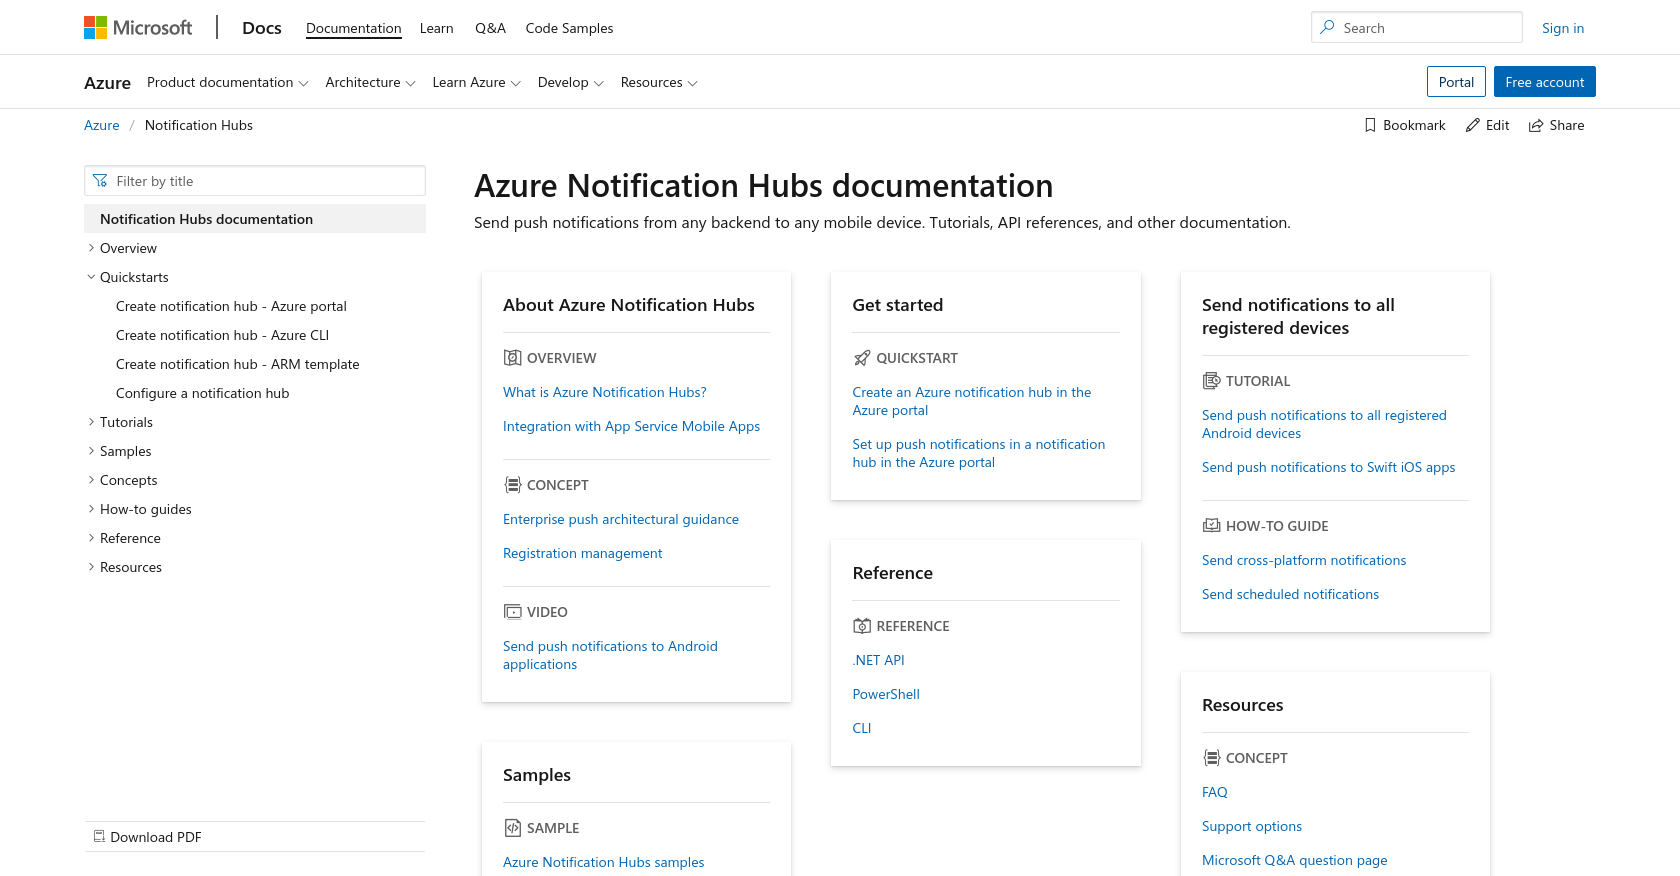 Microsoft
Docs
Documentation
Learn
Q&A
Code Samples
Search
Sign in
Azure
Product documentation
Architecture
Learn Azure
Develop
Resources
Portal
Free account
Azure / Notification Hubs
Bookmark
Edit
Share
Filter by title
Notification Hubs documentation
Overview
Quickstarts
Create notification hub - Azure portal
Create notification hub - Azure CLI
Create notification hub - ARM template
Configure a notification hub
Tutorials
Samples
Concepts
How-to guides
Reference
Resources
Download PDF
Azure Notification Hubs documentation
Send push notifications from any backend to any mobile device. Tutorials, API references, and other documentation.
About Azure Notification Hubs
OVERVIEW
What is Azure Notification Hubs?
Integration with App Service Mobile Apps
CONCEPT
Enterprise push architectural guidance
Registration management
VIDEO
Send push notifications to Android
applications
Samples
SAMPLE
Azure Notification Hubs samples
Get started
QUICKSTART
Create an Azure notification hub in the
Azure portal
Set up push notifications in a notification
hub in the Azure portal
Reference
REFERENCE
.NET API
PowerShell
CLI
Send notifications to all
registered devices
TUTORIAL
Send push notifications to all registered
Android devices
Send push notifications to Swift iOS apps
HOW-TO GUIDE
Send cross-platform notifications
Send scheduled notifications
Resources
CONCEPT
FAQ
Support options
Microsoft Q&A question page